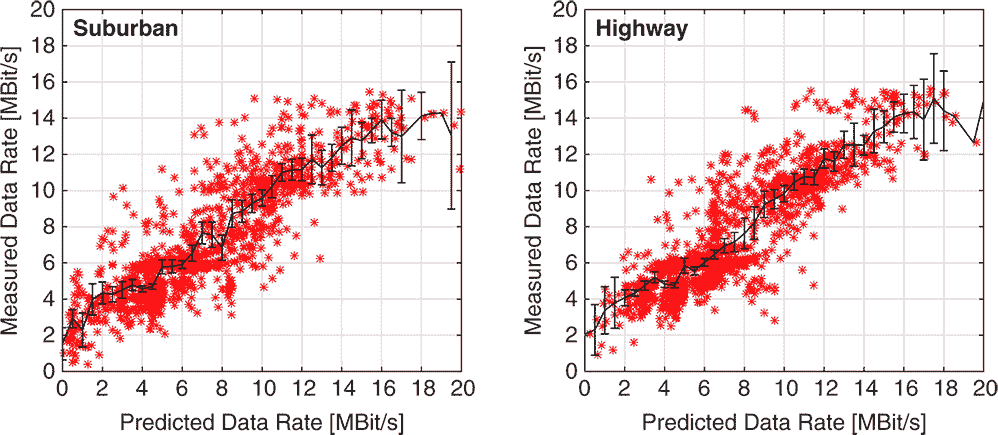 Suburban
Measured Data Rate [MBit/s]
20
18
16
14
12
10
8
6
4
2
0
0 2 4 6 8 10 12 14 16 18 20
Predicted Data Rate [MBit/s]
Highway
Measured Data Rate [MBit/s]
20
18
16
14
12
10
8
6
4
2
0
0 2 4 6 8 10 12 14 16 18 20
Predicted Data Rate [MBit/s]